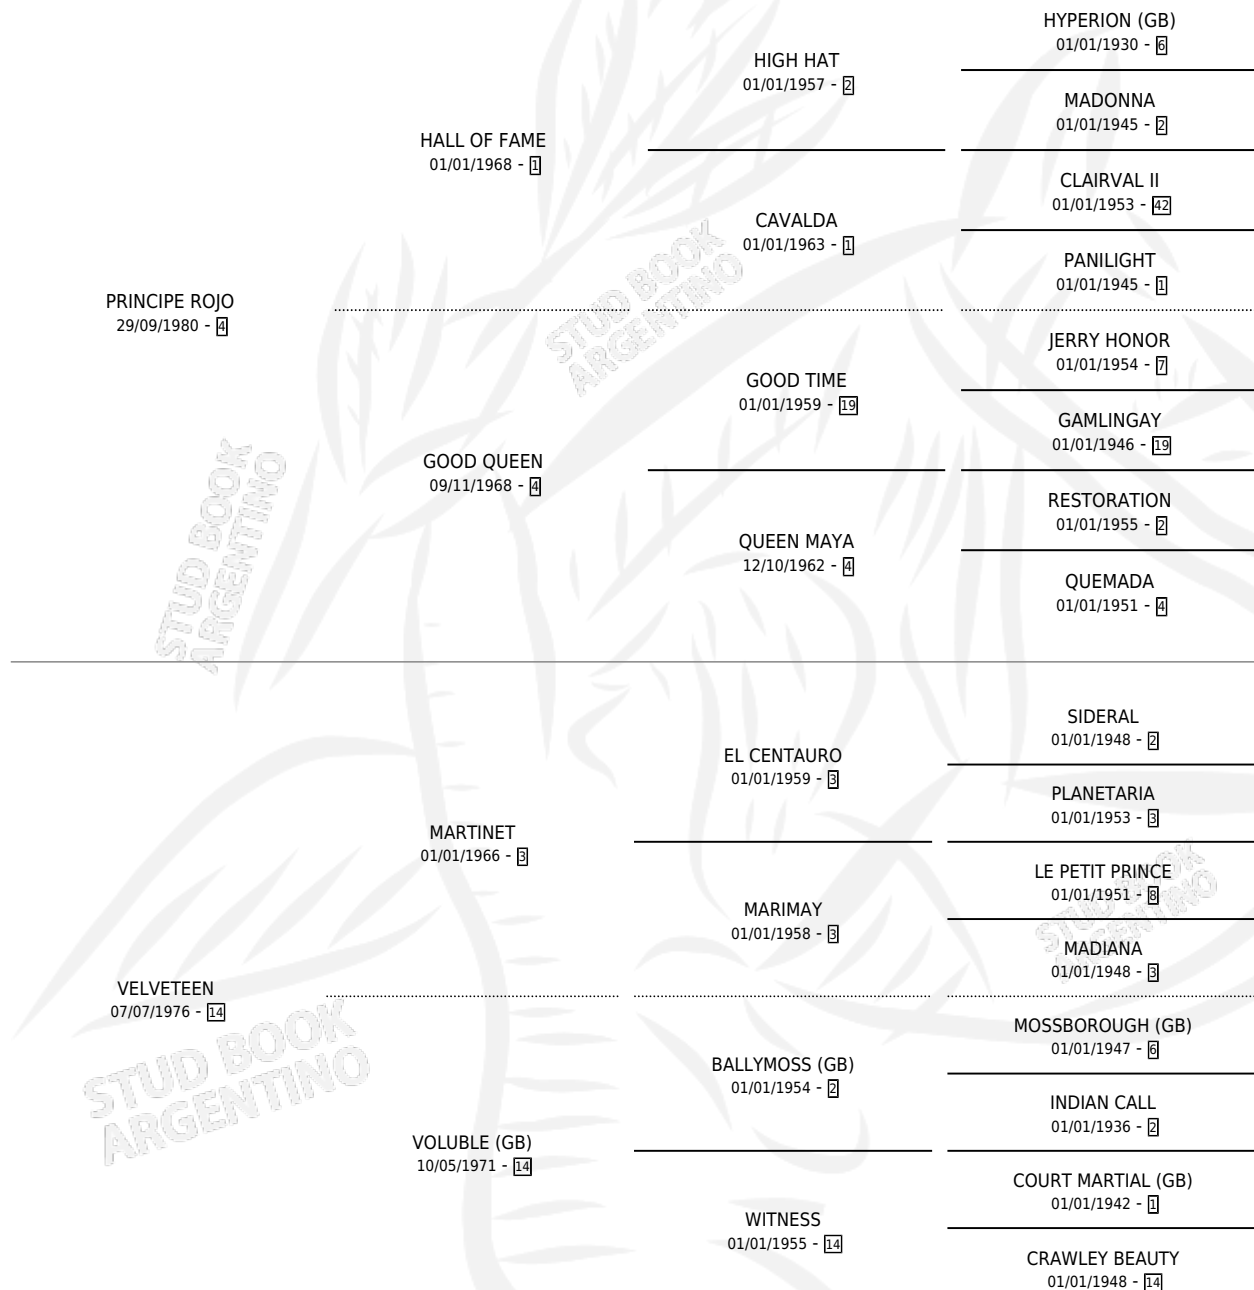 HYPERION (GB)
01/01/1930 - 6
HIGH HAT
01/01/1957 - 2
MADONNA
01/01/1945 - 2
HALL OF FAME
01/01/1968 - 1
CLAIRVAL II
01/01/1953 - 42
CAVALDA
01/01/1963 - 1
PANILIGHT
01/01/1945 - 1
PRINCIPE ROJO
29/09/1980 - 4
JERRY HONOR
01/01/1954 - 7
GOOD TIME
01/01/1959 - 19
GAMLINGAY
01/01/1946 - 19
GOOD QUEEN
09/11/1968 - 4
RESTORATION
01/01/1955 - 2
QUEEN MAYA
12/10/1962 - 4
QUEMADA
01/01/1951 - 4
SIDERAL
01/01/1948 - 2
EL CENTAURO
01/01/1959 - 3
PLANETARIA
01/01/1953 - 3
MARTINET
01/01/1966 - 3
LE PETIT PRINCE
01/01/1951 - 8
MARIMAY
01/01/1958 - 3
MADIANA
01/01/1948 - 3
VELVETEEN
07/07/1976 - 14
MOSSBOROUGH (GB)
01/01/1947 - 6
BALLYMOSS (GB)
01/01/1954 - 2
INDIAN CALL
01/01/1936 - 2
VOLUBLE (GB)
10/05/1971 - 14
COURT MARTIAL (GB)
01/01/1942 - 1
WITNESS
01/01/1955 - 14
CRAWLEY BEAUTY
01/01/1948 - 14
STUD BOOK
ARGENTINO
STUD BOOK
ARGENTINO
STUD BOOK
ARGENTINO
STUD BOOK
ARGENTINO